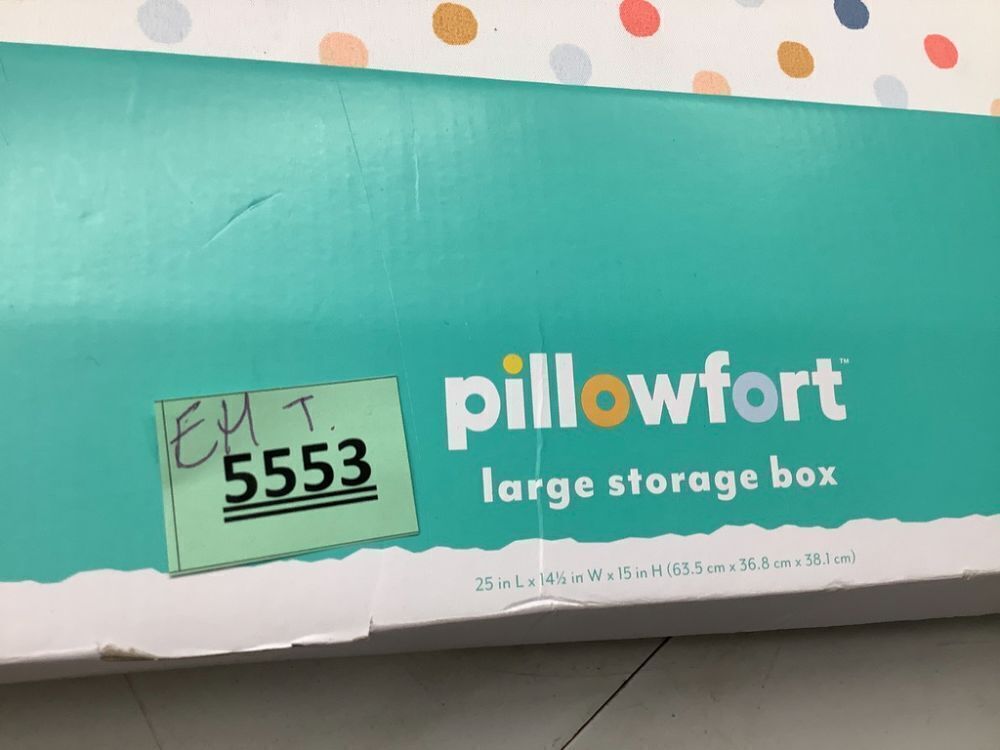 EM T.
5553
pillowfort™
large storage box
25 in L x 14½ in W x 15 in H (63.5 cm x 36.8 cm x 38.1 cm)